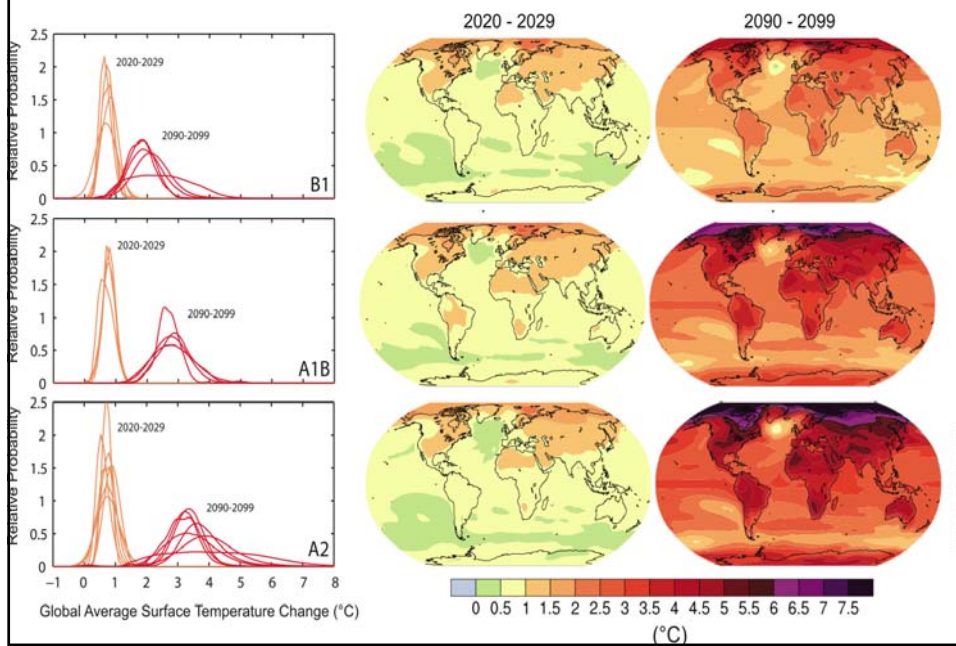 2020 - 2029
2090 - 2099
Relative Probability
2.5
2
1.5
1
0.5
0
2020-2029
2090-2099
B1
Relative Probability
2.5
2
1.5
1
0.5
0
2020-2029
2090-2099
A1B
Relative Probability
2.5
2
1.5
1
0.5
0
2020-2029
2090-2099
A2
−1 0 1 2 3 4 5 6 7 8
Global Average Surface Temperature Change (°C)
0 0.5 1 1.5 2 2.5 3 3.5 4 4.5 5 5.5 6 6.5 7 7.5
(°C)